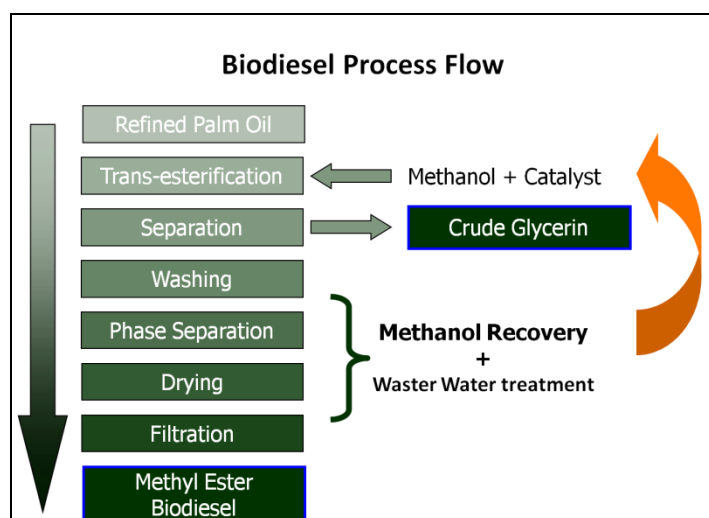 Biodiesel Process Flow
Refined Palm Oil
Trans-esterification
Methanol + Catalyst
Separation
Crude Glycerin
Washing
Phase Separation
Methanol Recovery
+
Waster Water treatment
Drying
Filtration
Methyl Ester
Biodiesel